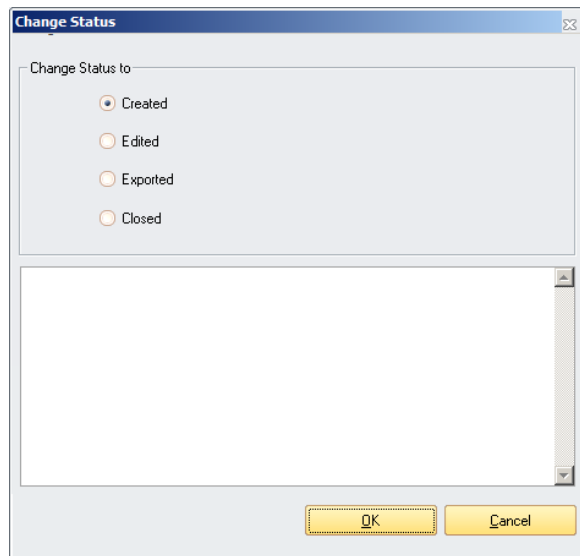 Change Status
Change Status to
Created
Edited
Exported
Closed
OK
Cancel